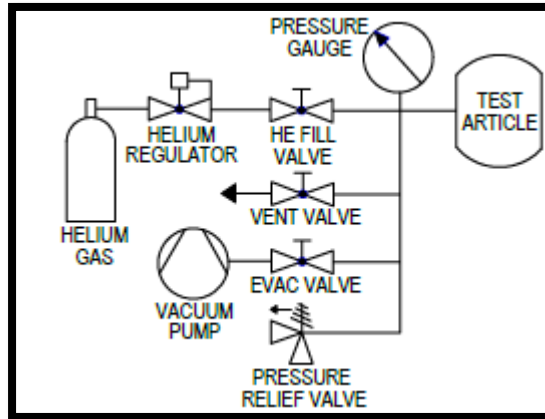 PRESSURE
GAUGE
TEST
ARTICLE
HELIUM
REGULATOR
HE FILL
VALVE
VENT VALVE
HELIUM
GAS
EVAC VALVE
VACUUM
PUMP
PRESSURE
RELIEF VALVE